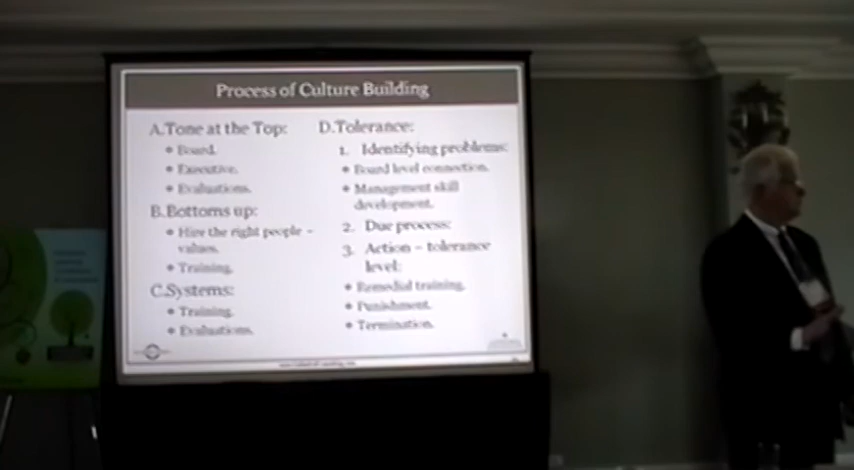 Process of Culture Building
A.Tone at the Top:
Board.
Executive.
Evaluations.
B.Bottoms up:
Hire the right people –
values.
Training.
C.Systems:
Training.
Evaluations.
D.Tolerance:
1. Identifying problems:
Board level connection.
Management skill
development.
2. Due process:
3. Action – tolerance
level:
Remedial training.
Punishment.
Termination.